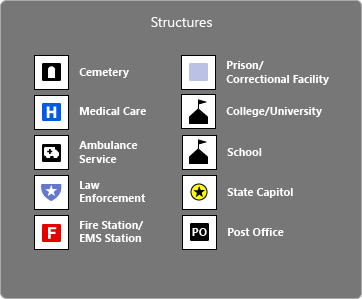 Structures
Cemetery
H Medical Care
Ambulance
Service
Law
Enforcement
F Fire Station/
EMS Station
Prison/
Correctional Facility
College/University
School
State Capitol
PO Post Office